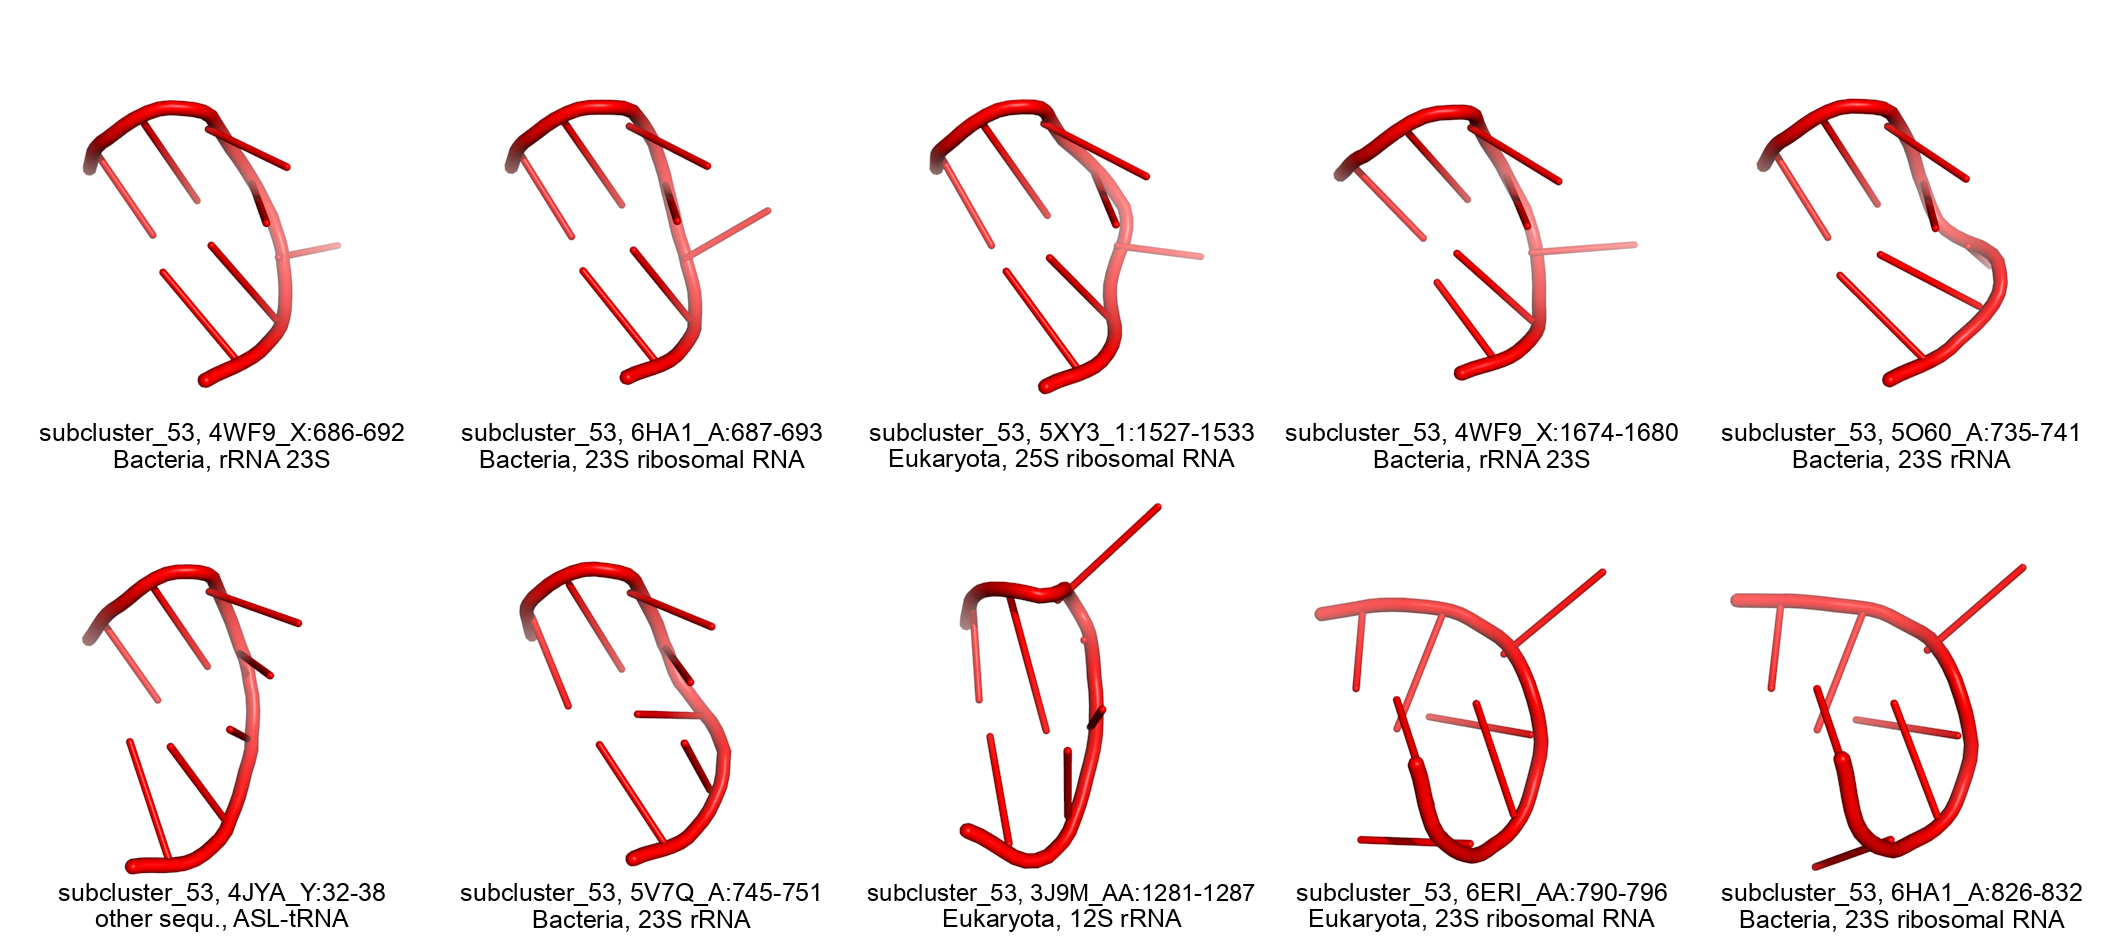 subcluster_53, 4WF9_X:686-692
Bacteria, rRNA 23S
subcluster_53, 6HA1_A:687-693
Bacteria, 23S ribosomal RNA
subcluster_53, 5XY3_1:1527-1533
Eukaryota, 25S ribosomal RNA
subcluster_53, 4WF9_X:1674-1680
Bacteria, rRNA 23S
subcluster_53, 5O60_A:735-741
Bacteria, 23S rRNA
subcluster_53, 4JYA_Y:32-38
other sequ., ASL-tRNA
subcluster_53, 5V7Q_A:745-751
Bacteria, 23S rRNA
subcluster_53, 3J9M_AA:1281-1287
Eukaryota, 12S rRNA
subcluster_53, 6ERI_AA:790-796
Eukaryota, 23S ribosomal RNA
subcluster_53, 6HA1_A:826-832
Bacteria, 23S ribosomal RNA